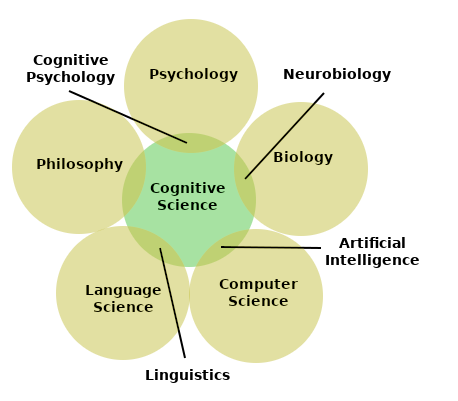 Cognitive
Psychology
Psychology
Neurobiology
Philosophy
Biology
Cognitive
Science
Artificial
Intelligence
Language
Science
Computer
Science
Linguistics